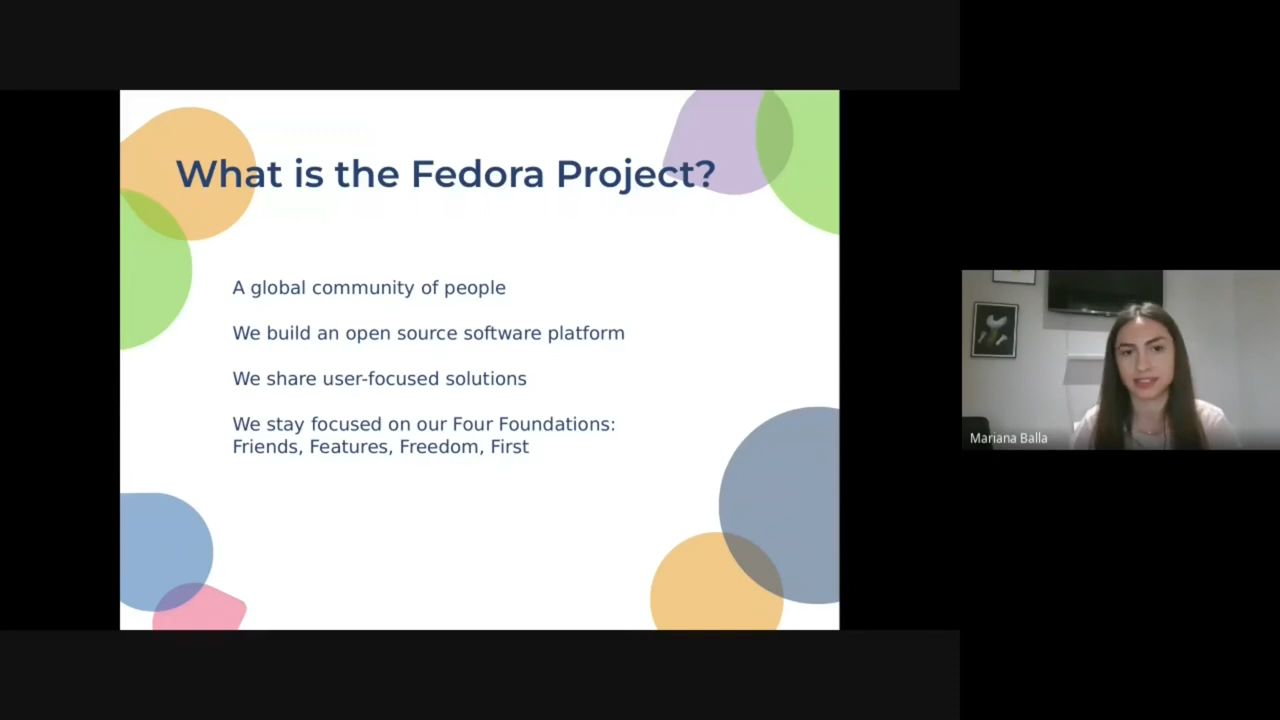 What is the Fedora Project?
A global community of people
We build an open source software platform
We share user-focused solutions
We stay focused on our Four Foundations:
Friends, Features, Freedom, First
Mariana Balla